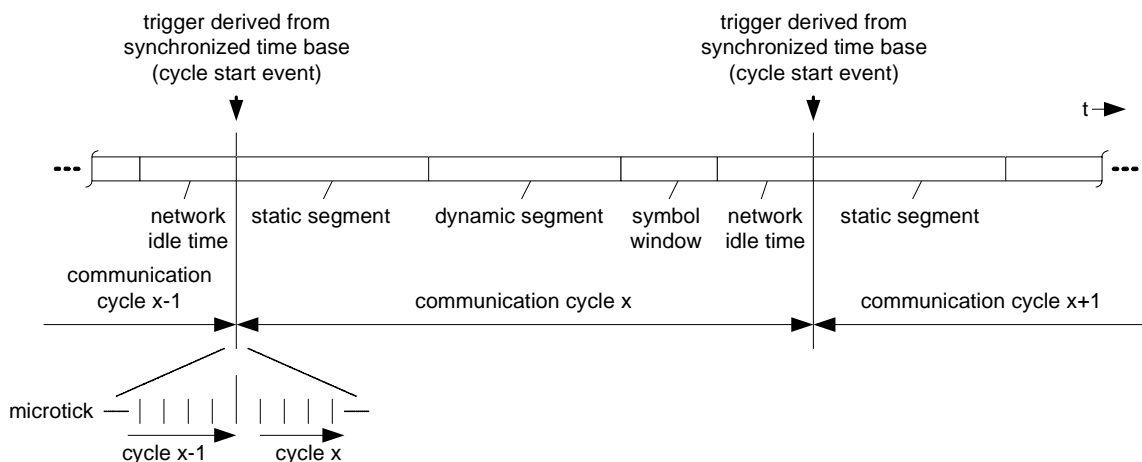 trigger derived from
synchronized time base
(cycle start event)
trigger derived from
synchronized time base
(cycle start event)
t
network
idle time
static segment
dynamic segment
symbol
window
network
idle time
static segment
communication
cycle x-1
communication cycle x
communication cycle x+1
microtick
cycle x-1
cycle x